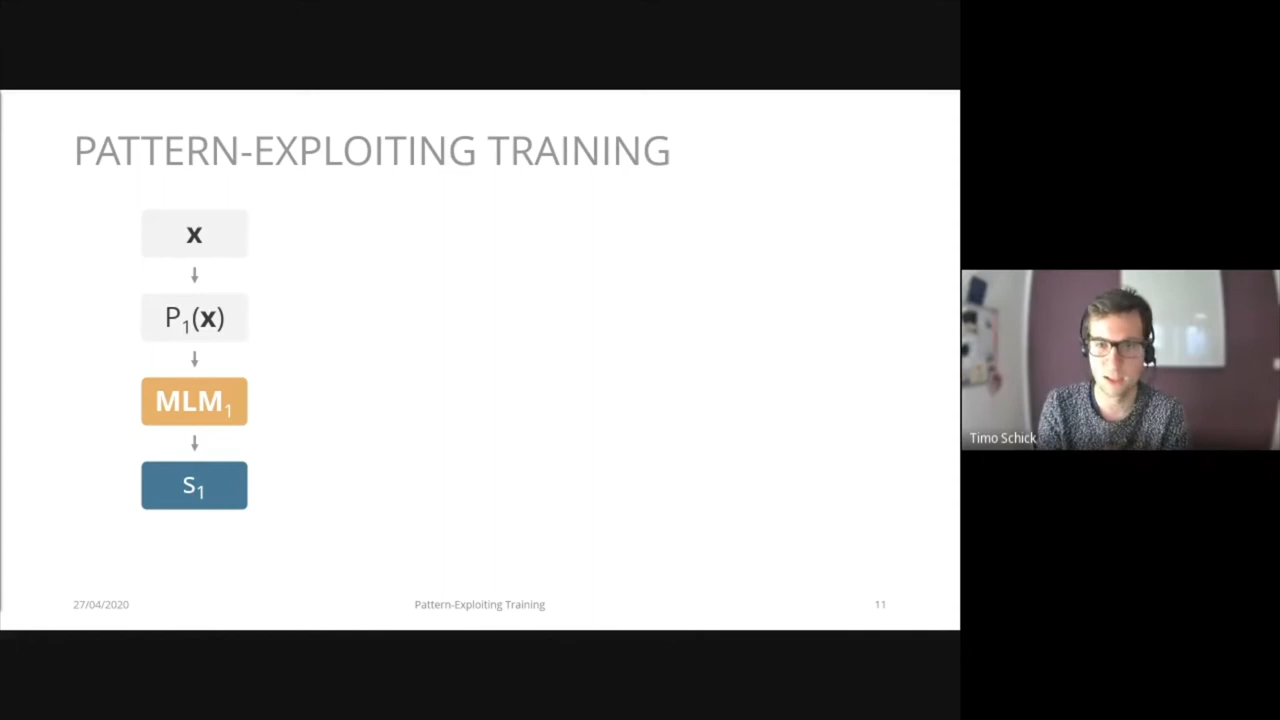 PATTERN-EXPLOITING TRAINING
x
P1(x)
MLM1
S1
Timo Schick
27/04/2020
Pattern-Exploiting Training
11